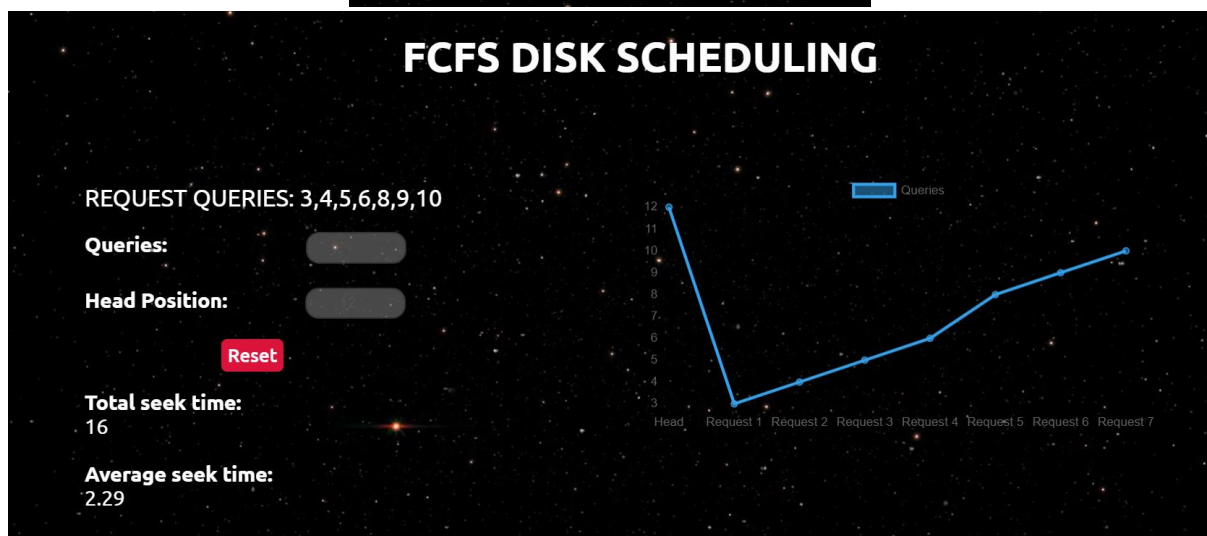 FCFS DISK SCHEDULING
REQUEST QUERIES: 3,4,5,6,8,9,10
Queries:
Head Position:
12
Reset
Total seek time:
16
Average seek time:
2.29
Queries
12
11
10
9
8
7
6
5
4
3
Head Request 1 Request 2 Request 3 Request 4 Request 5 Request 6 Request 7